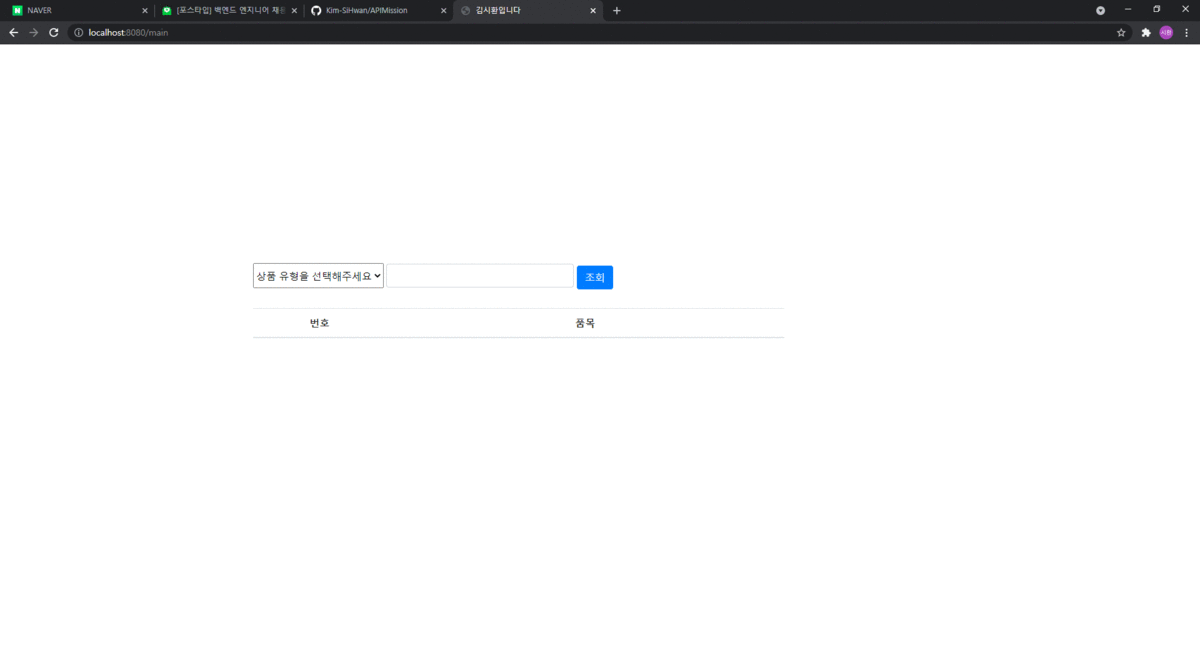 NAVER
[포스타입] 백엔드 엔지니어
Kim-SiHwan/APIMission
김시환입니다
localhost:8080/main
시환
상품 유형을 선택해주세요
조회
번호 품목